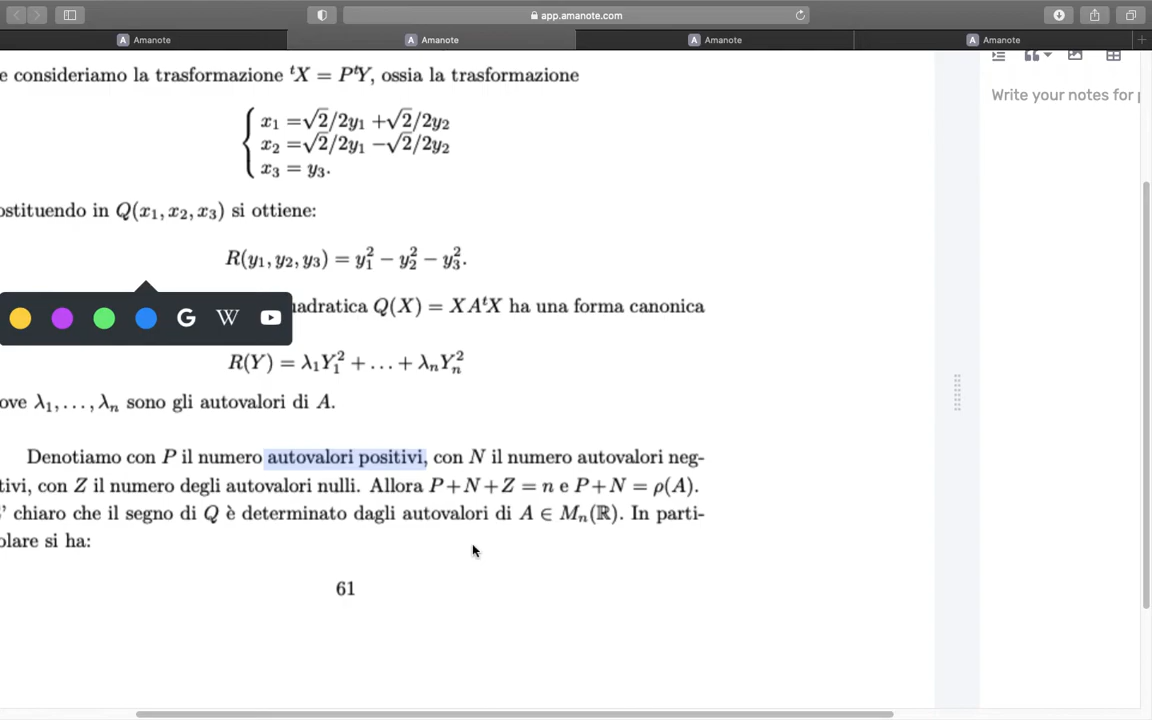 app.amanote.com
Amanote
Amanote
Amanote
Amanote
e consideriamo la trasformazione ᵗX = PᵗY, ossia la trasformazione
x₁ =√2/2y₁ +√2/2y₂
x₂ =√2/2y₁ −√2/2y₂
x₃ = y₃.
ostituendo in Q(x₁, x₂, x₃) si ottiene:
R(y₁, y₂, y₃) = y₁² − y₂² − y₃².
adratica Q(X) = XAᵗX ha una forma canonica
R(Y) = λ₁Y₁² + . . . + λₙYₙ²
ove λ₁, . . . , λₙ sono gli autovalori di A.
Denotiamo con P il numero autovalori positivi, con N il numero autovalori neg-
tivi, con Z il numero degli autovalori nulli. Allora P+N+Z = n e P+N = ρ(A).
' chiaro che il segno di Q è determinato dagli autovalori di A ∈ Mₙ(ℝ). In parti-
olare si ha:
61
G
W
Write your notes for